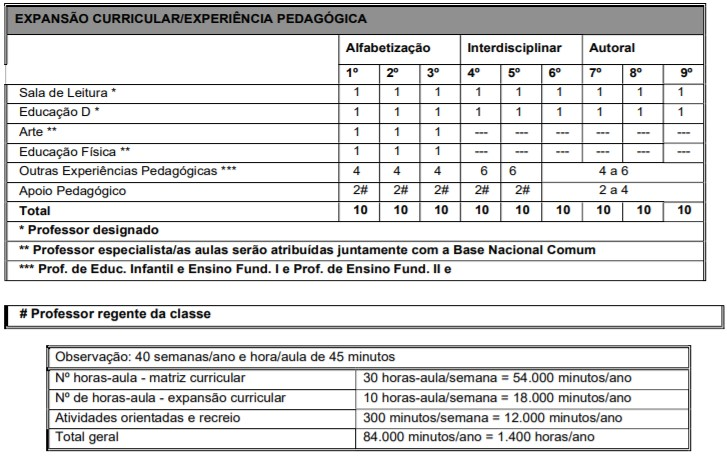 EXPANSÃO CURRICULAR/EXPERIÊNCIA PEDAGÓGICA
Alfabetização Interdisciplinar Autoral
1º 2º 3º 4º 5º 6º 7º 8º 9º
Sala de Leitura * 1 1 1 1 1 1 1 1 1
Educação D * 1 1 1 1 1 1 1 1 1
Arte ** 1 1 1 --- --- --- --- --- ---
Educação Física ** 1 1 1 --- --- --- --- --- ---
Outras Experiências Pedagógicas *** 4 4 4 6 6 4 a 6
Apoio Pedagógico 2# 2# 2# 2# 2# 2 a 4
Total 10 10 10 10 10 10 10 10 10
* Professor designado
** Professor especialista/as aulas serão atribuídas juntamente com a Base Nacional Comum
*** Prof. de Educ. Infantil e Ensino Fund. I e Prof. de Ensino Fund. II e
# Professor regente da classe
Observação: 40 semanas/ano e hora/aula de 45 minutos
Nº horas-aula - matriz curricular 30 horas-aula/semana = 54.000 minutos/ano
Nº de horas-aula - expansão curricular 10 horas-aula/semana = 18.000 minutos/ano
Atividades orientadas e recreio 300 minutos/semana = 12.000 minutos/ano
Total geral 84.000 minutos/ano = 1.400 horas/ano